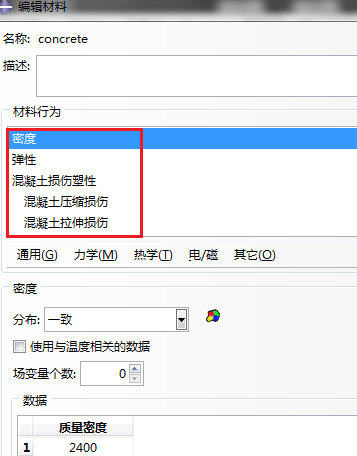 编辑材料
名称: concrete
描述:
材料行为
密度
弹性
混凝土损伤塑性
混凝土压缩损伤
混凝土拉伸损伤
通用(G) 力学(M) 热学(T) 电/磁 其它(O)
密度
分布: 一致
使用与温度相关的数据
场变量个数: 0
数据
质量密度
1 2400